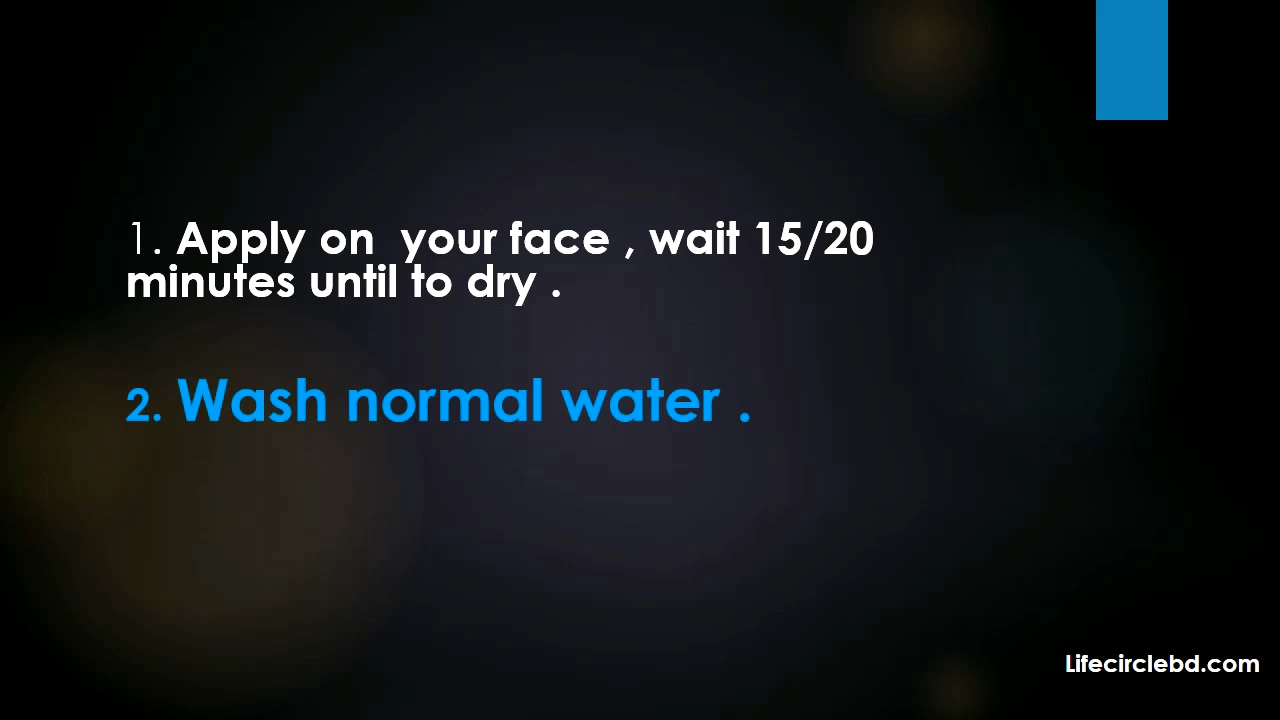 1. Apply on  your face , wait 15/20
minutes until to dry .
2. Wash normal water .
Lifecirclebd.com